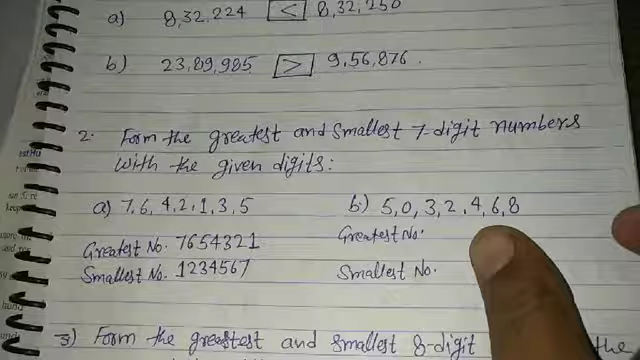 a) 8,32,224 < 8,32,250
b) 23,89,985 > 9,56,876.
2. Form the greatest and smallest 7-digit numbers
with the given digits:
a) 7,6,4,2,1,3,5
Greatest No. 7654321
Smallest No. 1234567
b) 5,0,3,2,4,6,8
Greatest No.
Smallest No.
3) Form the greatest and smallest 8-digit the